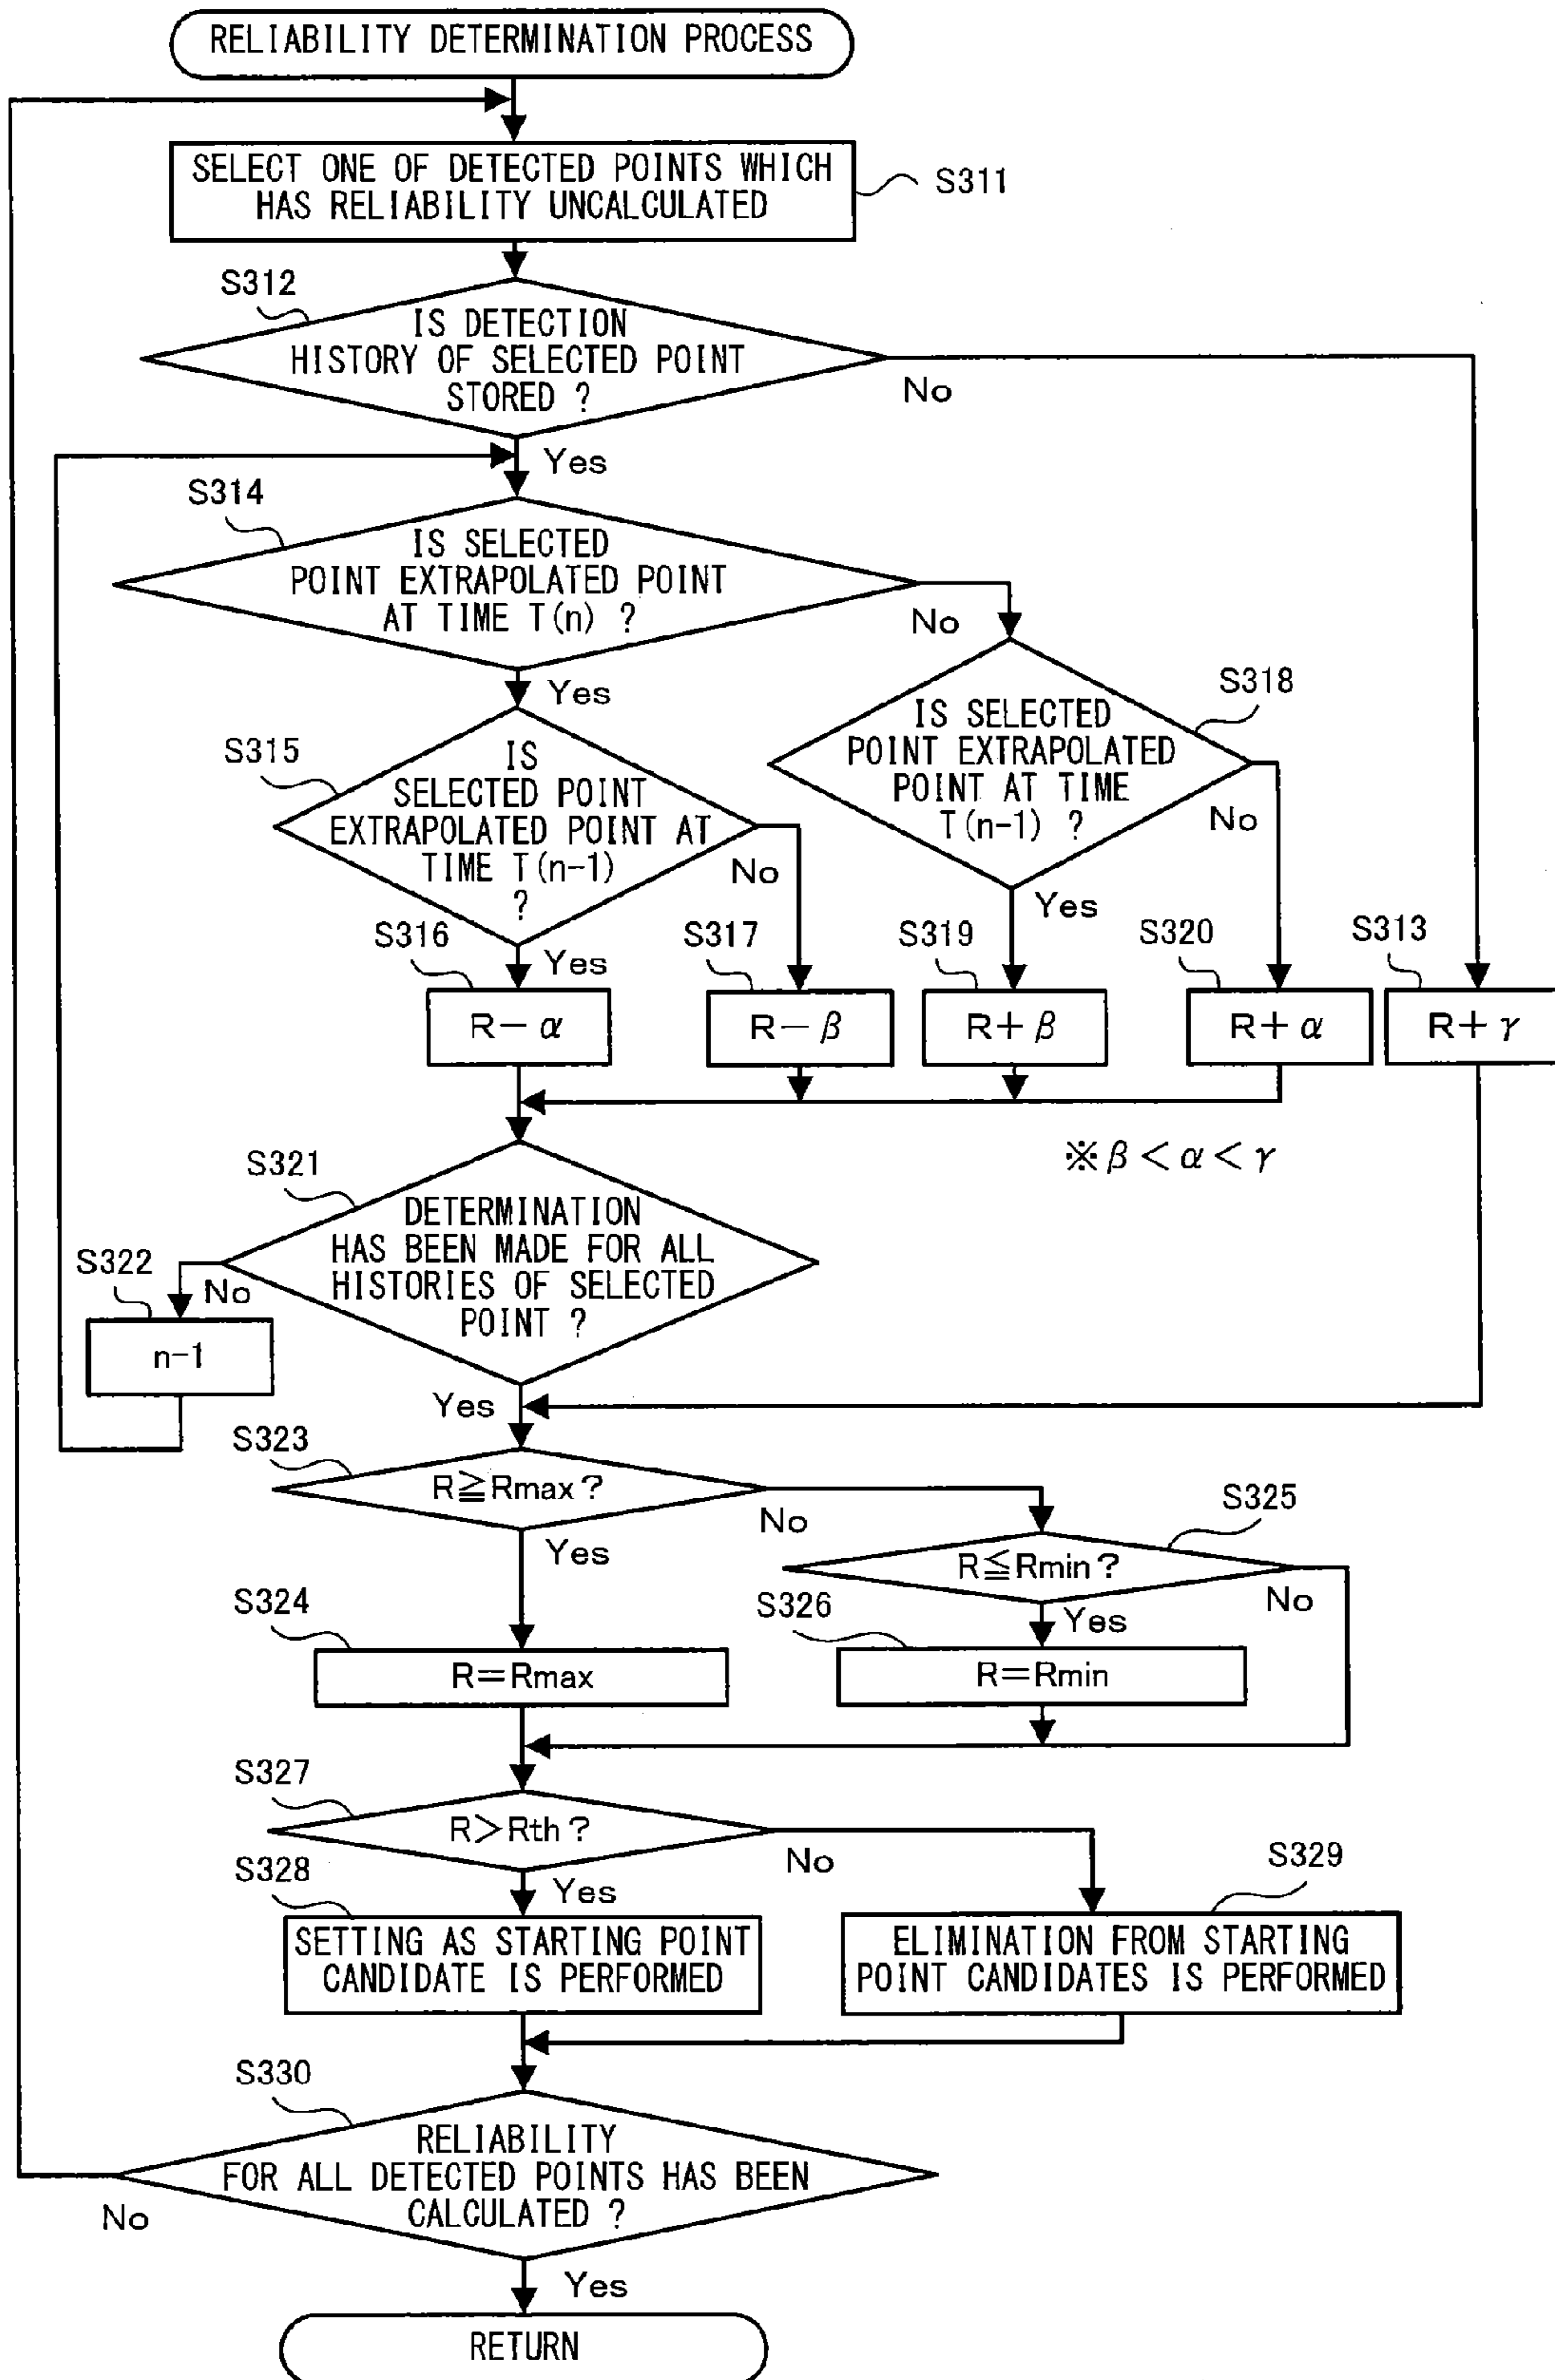 RELIABILITY DETERMINATION PROCESS
SELECT ONE OF DETECTED POINTS WHICH
HAS RELIABILITY UNCALCULATED
S311
S312
IS DETECTION
HISTORY OF SELECTED POINT
STORED ?
No
Yes
S314
IS SELECTED
POINT EXTRAPOLATED POINT
AT TIME T(n) ?
No
Yes
S318
IS SELECTED
POINT EXTRAPOLATED
POINT AT TIME
T(n-1) ?
No
Yes
S315
IS
SELECTED POINT
EXTRAPOLATED POINT AT
TIME T(n-1)
?
No
Yes
S316
S317
S319
S320
S313
R－α
R－β
R＋β
R＋α
R＋γ
※β＜α＜γ
S321
DETERMINATION
HAS BEEN MADE FOR ALL
HISTORIES OF SELECTED
POINT ?
S322
No
n-1
Yes
S323
R≧Rmax？
No
Yes
S325
R≦Rmin？
No
Yes
S324
R＝Rmax
S326
R＝Rmin
S327
R＞Rth？
No
Yes
S328
SETTING AS STARTING POINT
CANDIDATE IS PERFORMED
S329
ELIMINATION FROM STARTING
POINT CANDIDATES IS PERFORMED
S330
RELIABILITY
FOR ALL DETECTED POINTS HAS BEEN
CALCULATED ?
No
Yes
RETURN